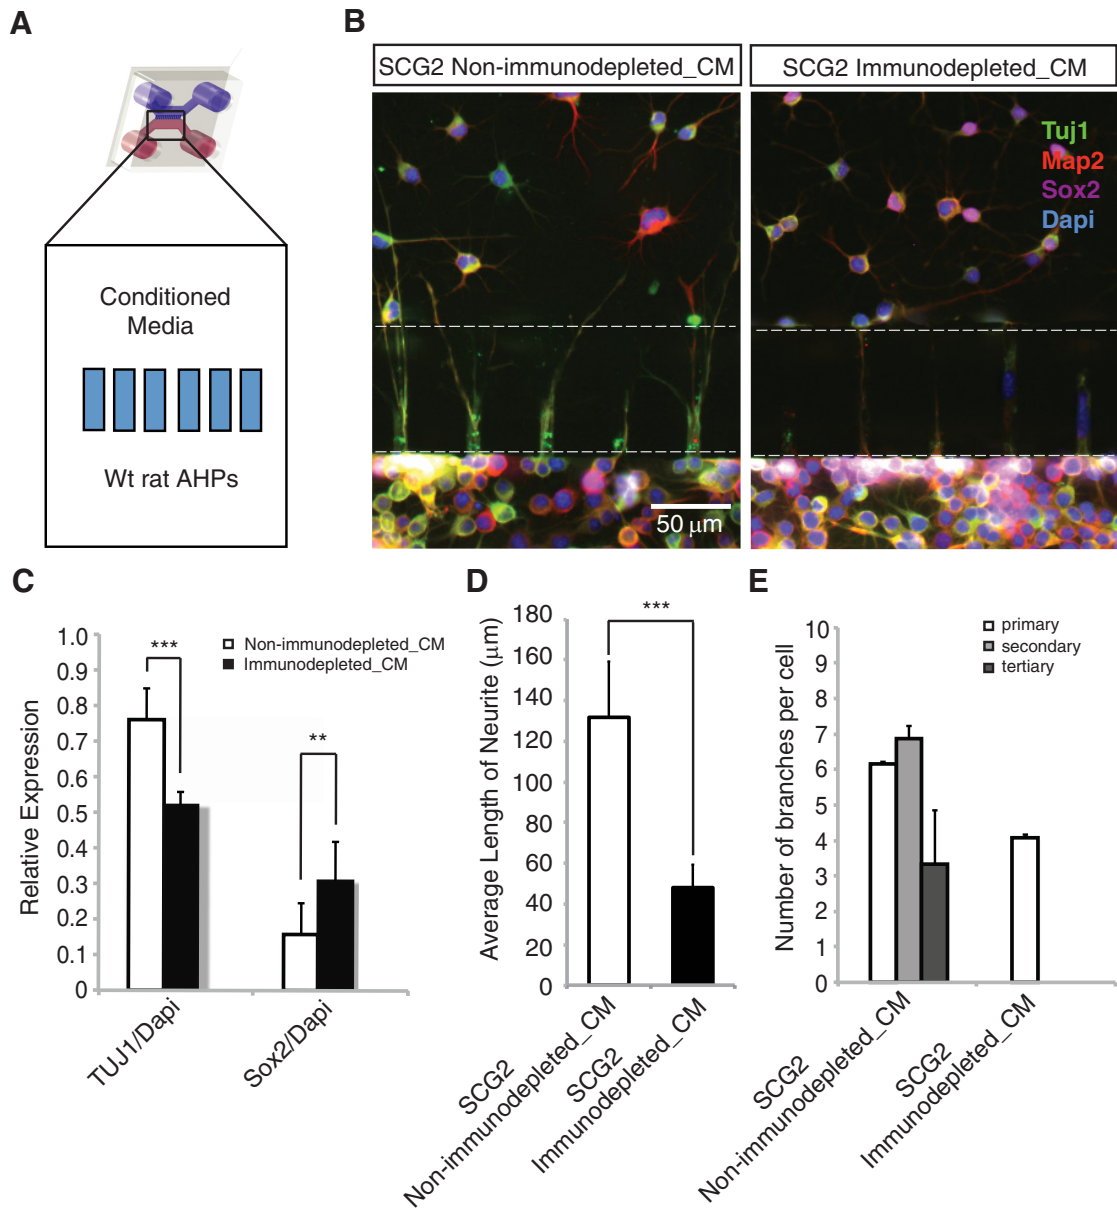 A
B
SCG2 Non-immunodepleted_CM
SCG2 Immunodepleted_CM
Tuj1
Map2
Sox2
Dapi
Conditioned
Media
Wt rat AHPs
50 μm
C
Relative Expression
1.0
0.9
0.8
0.7
0.6
0.5
0.4
0.3
0.2
0.1
0
***
**
Non-immunodepleted_CM
Immunodepleted_CM
TUJ1/Dapi
Sox2/Dapi
D
Average Length of Neurite (μm)
180
160
140
120
100
80
60
40
20
0
***
SCG2
Non-immunodepleted_CM
SCG2
Immunodepleted_CM
E
Number of branches per cell
10
9
8
7
6
5
4
3
2
1
0
primary
secondary
tertiary
SCG2
Non-immunodepleted_CM
SCG2
Immunodepleted_CM